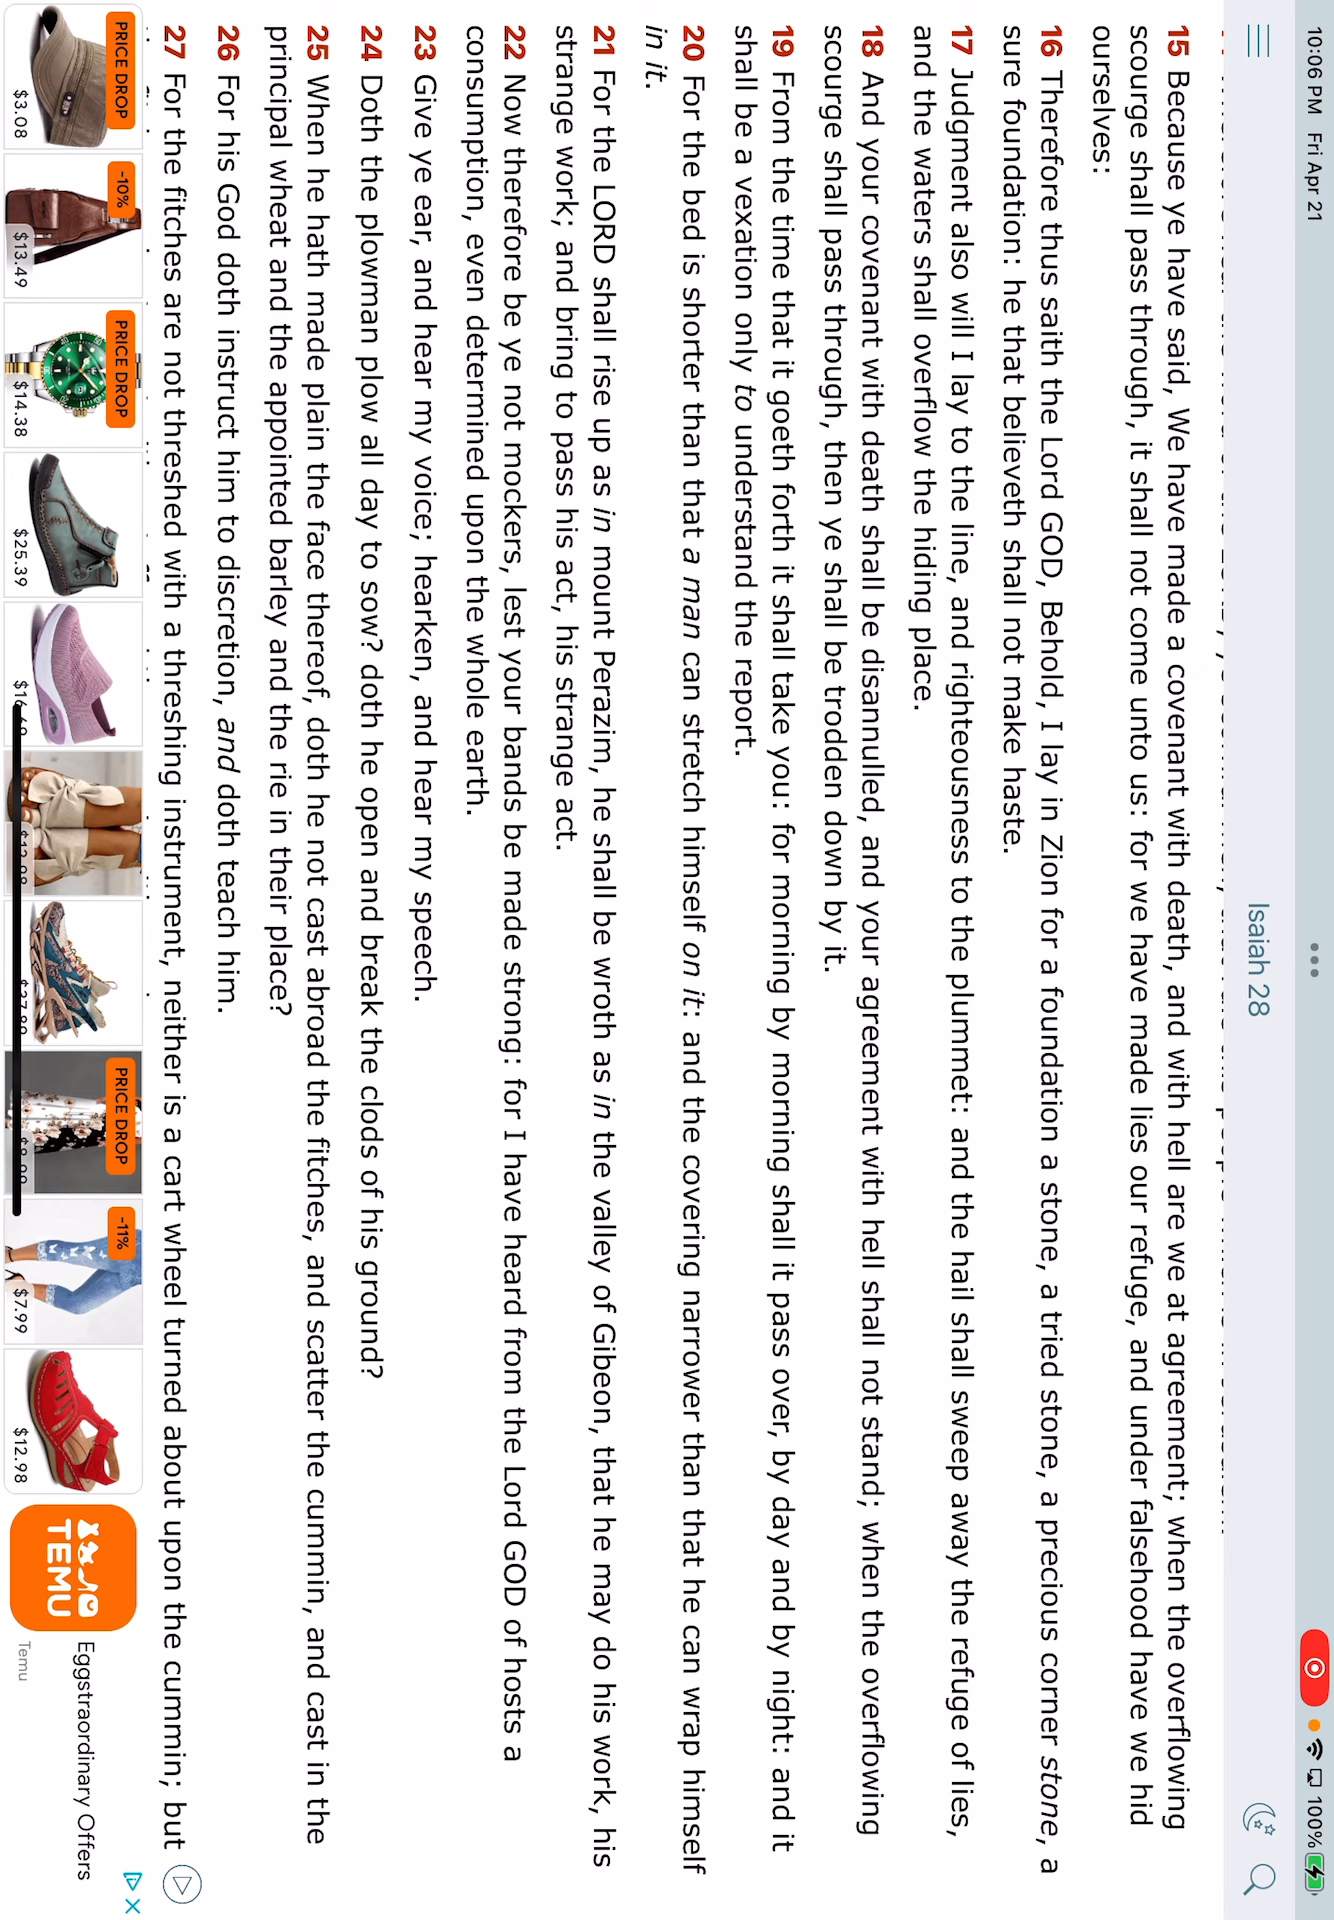 10:06 PM Fri Apr 21
100%
Isaiah 28
15 Because ye have said, We have made a covenant with death, and with hell are we at agreement; when the overflowing
scourge shall pass through, it shall not come unto us: for we have made lies our refuge, and under falsehood have we hid
ourselves:
16 Therefore thus saith the Lord GOD, Behold, I lay in Zion for a foundation a stone, a tried stone, a precious corner stone, a
sure foundation: he that believeth shall not make haste.
17 Judgment also will I lay to the line, and righteousness to the plummet: and the hail shall sweep away the refuge of lies,
and the waters shall overflow the hiding place.
18 And your covenant with death shall be disannulled, and your agreement with hell shall not stand; when the overflowing
scourge shall pass through, then ye shall be trodden down by it.
19 From the time that it goeth forth it shall take you: for morning by morning shall it pass over, by day and by night: and it
shall be a vexation only to understand the report.
20 For the bed is shorter than that a man can stretch himself on it: and the covering narrower than that he can wrap himself
in it.
21 For the LORD shall rise up as in mount Perazim, he shall be wroth as in the valley of Gibeon, that he may do his work, his
strange work; and bring to pass his act, his strange act.
22 Now therefore be ye not mockers, lest your bands be made strong: for I have heard from the Lord GOD of hosts a
consumption, even determined upon the whole earth.
23 Give ye ear, and hear my voice; hearken, and hear my speech.
24 Doth the plowman plow all day to sow? doth he open and break the clods of his ground?
25 When he hath made plain the face thereof, doth he not cast abroad the fitches, and scatter the cummin, and cast in the
principal wheat and the appointed barley and the rie in their place?
26 For his God doth instruct him to discretion, and doth teach him.
27 For the fitches are not threshed with a threshing instrument, neither is a cart wheel turned about upon the cummin; but
PRICE DROP
$3.08
-10%
$13.49
PRICE DROP
$14.38
$25.39
PRICE DROP
-11%
$7.99
$12.98
TEMU
Eggstraordinary Offers
Temu